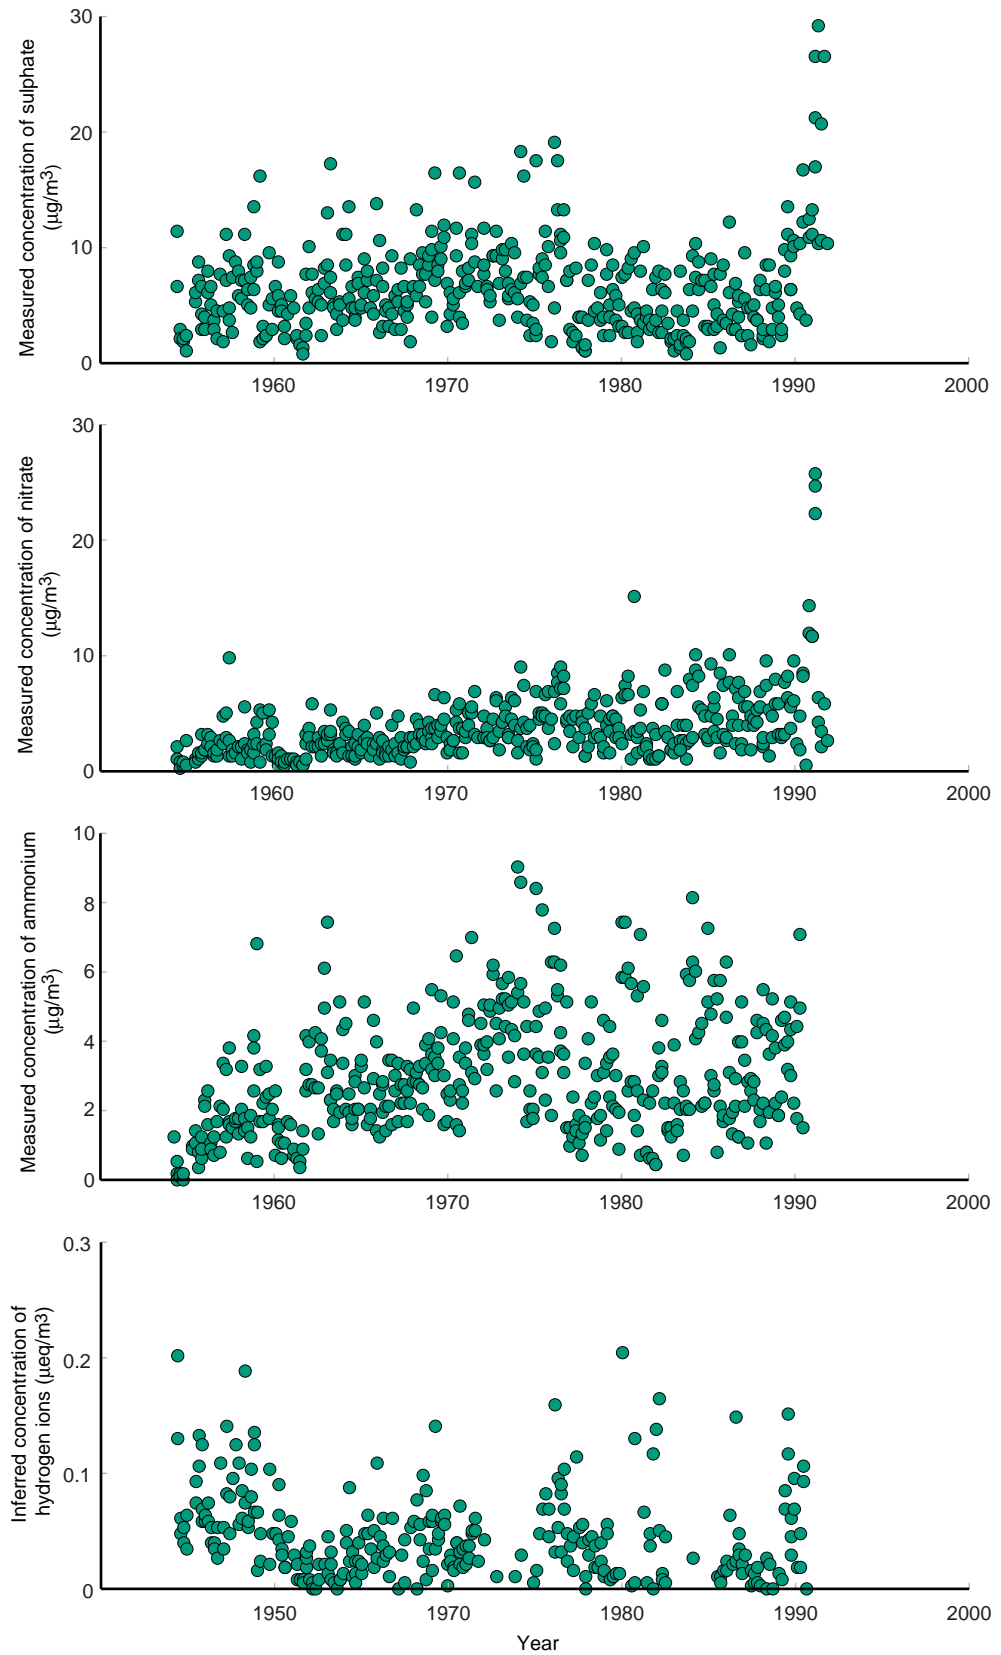 30
20
10
0
Measured concentration of sulphate
(µg/m3)
1960 1970 1980 1990 2000
30
20
10
0
Measured concentration of nitrate
(µg/m3)
1960 1970 1980 1990 2000
10
8
6
4
2
0
Measured concentration of ammonium
(µg/m3)
1960 1970 1980 1990 2000
0.3
0.2
0.1
0
Inferred concentration of
hydrogen ions (µeq/m3)
1950 1970 1980 1990 2000
Year